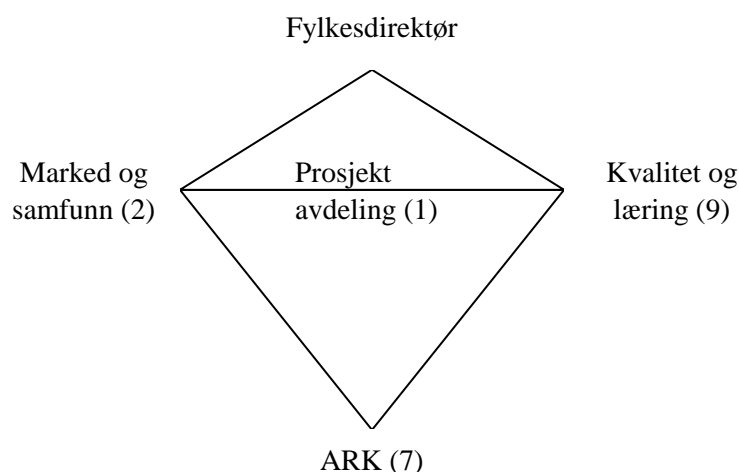 Fylkesdirektør
Marked og
samfunn (2)
Prosjekt
avdeling (1)
Kvalitet og
læring (9)
ARK (7)